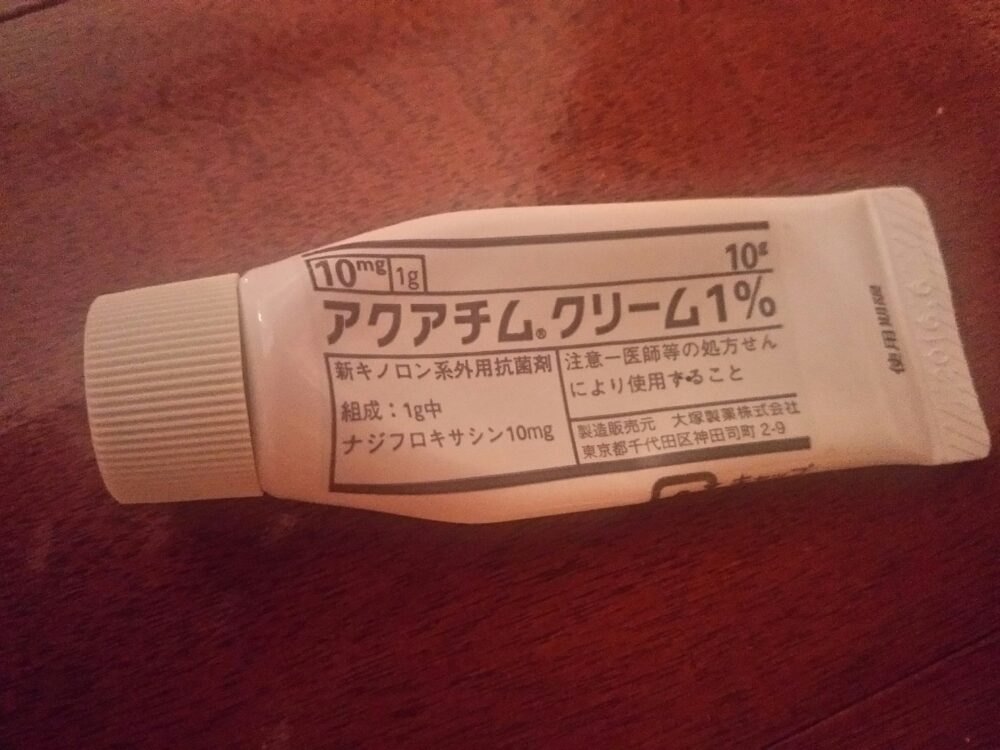 10mg 1g
10g
アクアチム®クリーム1%
新キノロン系外用抗菌剤
組成：1g中
ナジフロキサシン10mg
注意－医師等の処方せん
により使用すること
製造販売元 大塚製薬株式会社
東京都千代田区神田司町 2-9
使用期限